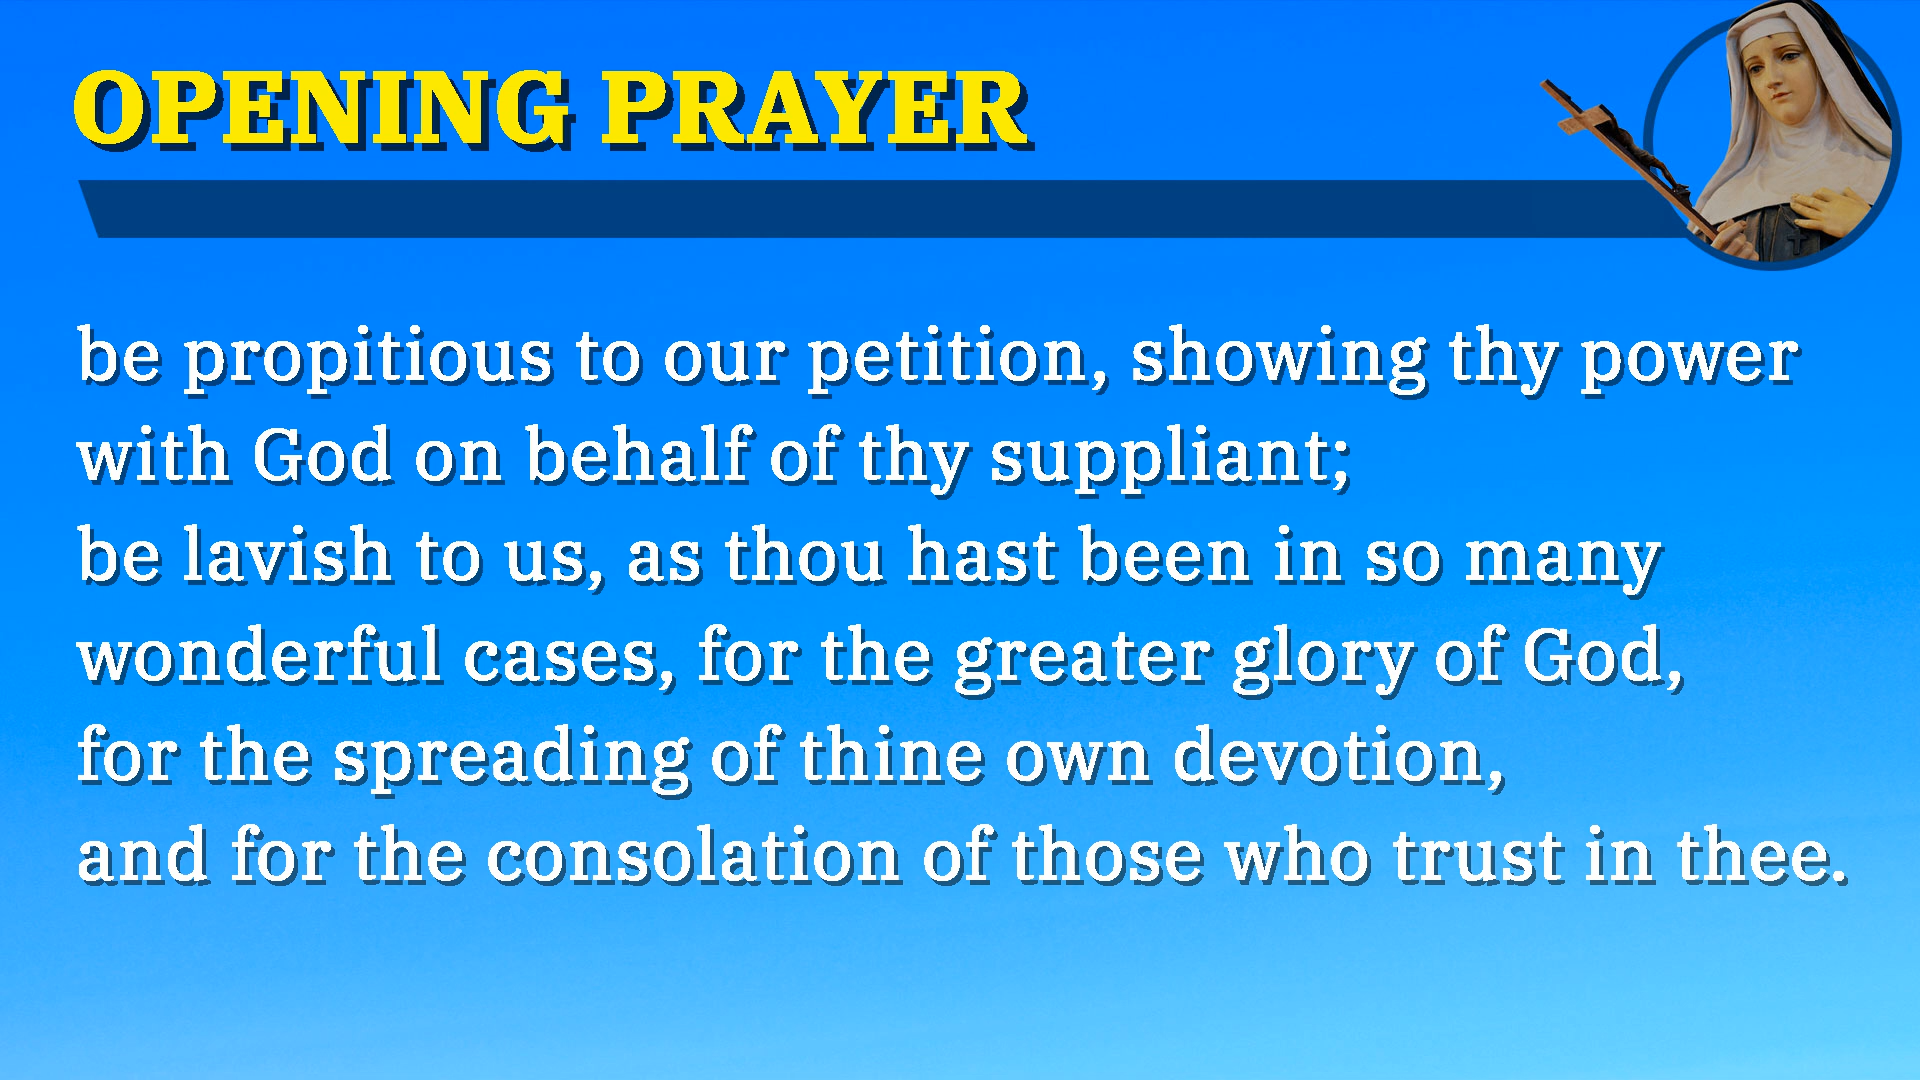 OPENING PRAYER
be propitious to our petition, showing thy power
with God on behalf of thy suppliant;
be lavish to us, as thou hast been in so many
wonderful cases, for the greater glory of God,
for the spreading of thine own devotion,
and for the consolation of those who trust in thee.